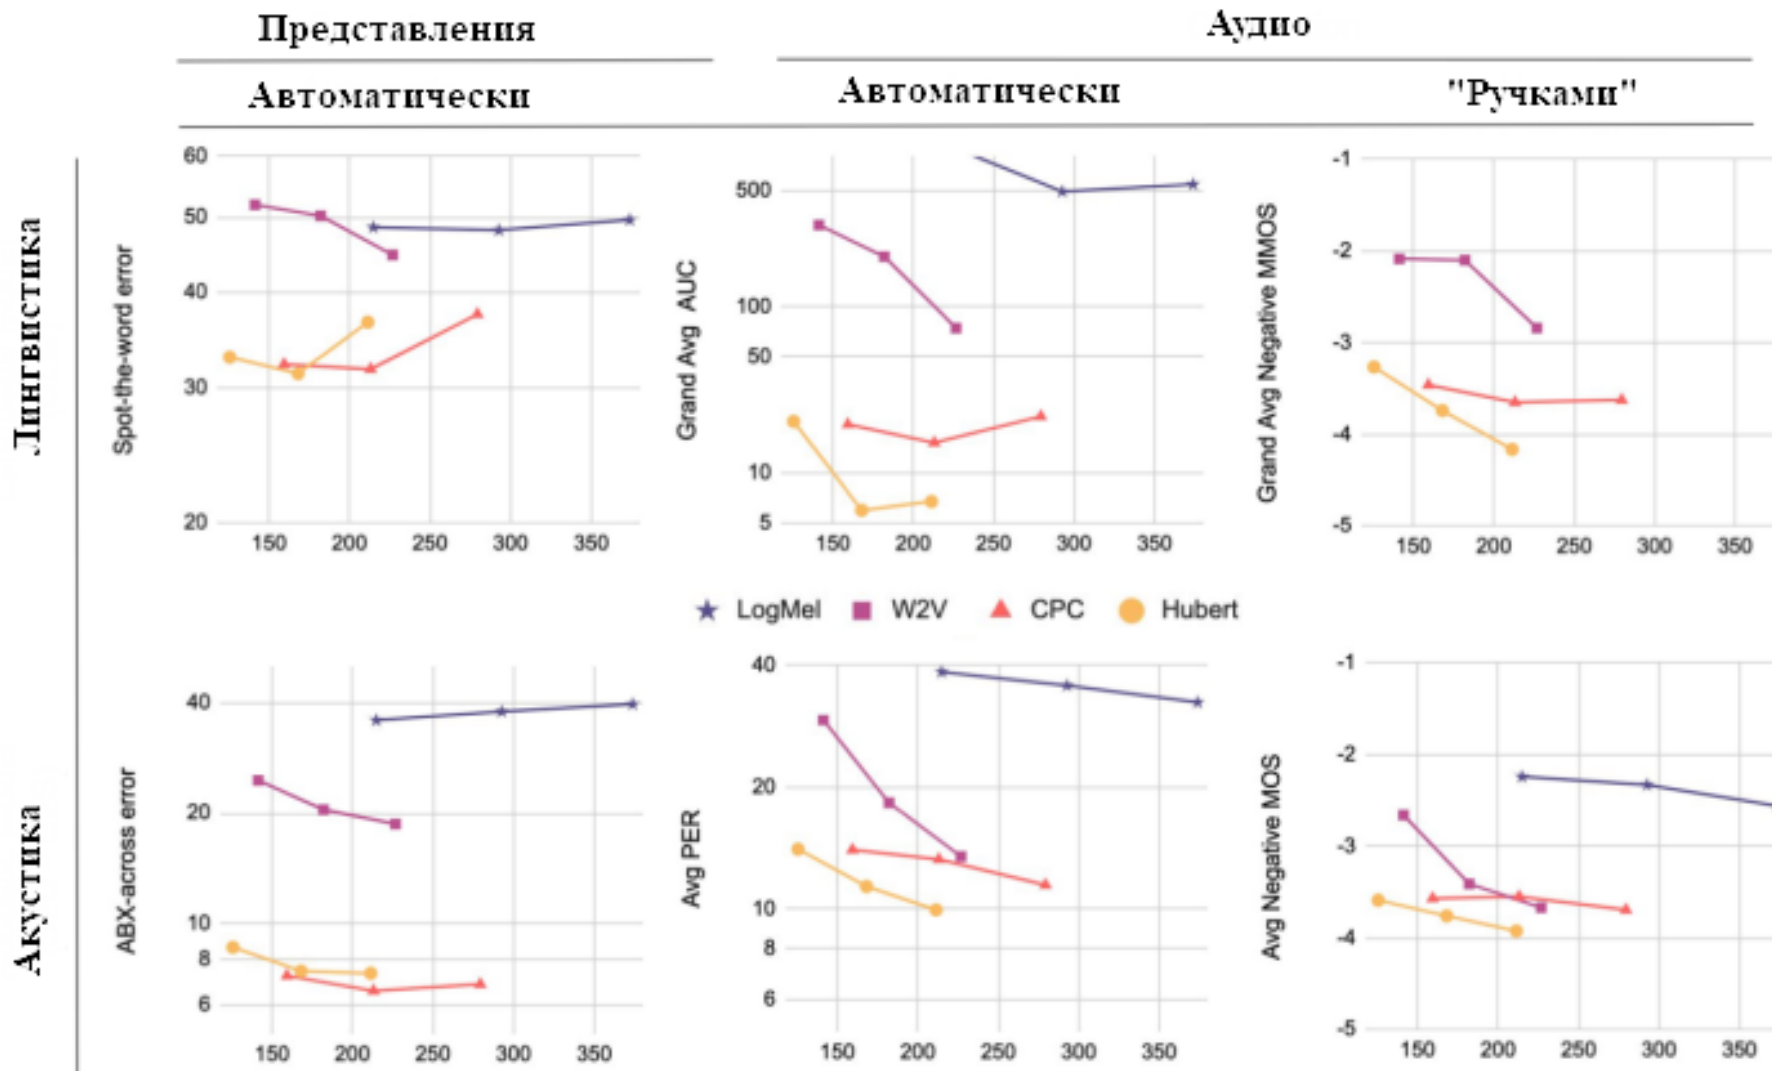 Представления
Аудио
Автоматически
Автоматически
"Ручками"
Лингвистика
Spot-the-word error
60
50
40
30
20
150 200 250 300 350
Grand Avg AUC
500
100
50
10
5
150 200 250 300 350
Grand Avg Negative MMOS
-1
-2
-3
-4
-5
150 200 250 300 350
LogMel W2V CPC Hubert
Акустика
ABX-across error
40
20
10
8
6
150 200 250 300 350
Avg PER
40
20
10
8
6
150 200 250 300 350
Avg Negative MOS
-1
-2
-3
-4
-5
150 200 250 300 350